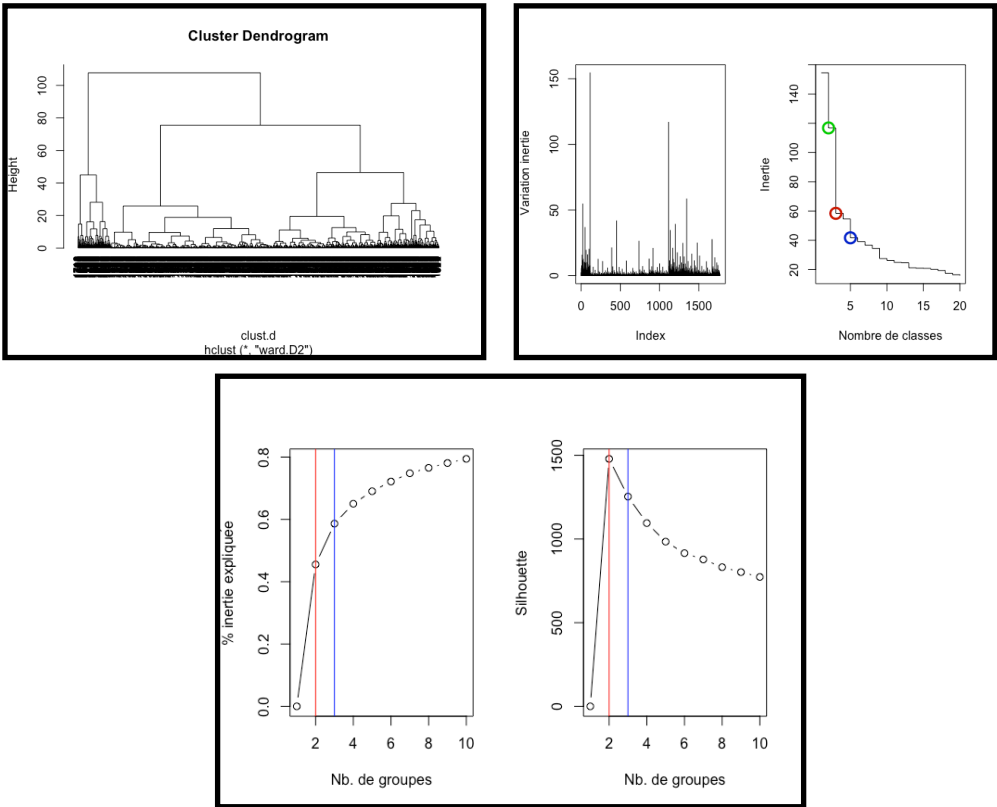 Cluster Dendrogram
Height
0
20
40
60
80
100
clust.d
hclust (*, "ward.D2")
Variation inertie
0
50
100
150
0 500 1000 1500
Index
Inertie
20
40
60
80
100
140
5 10 15 20
Nombre de classes
% inertie expliquée
0.0
0.2
0.4
0.6
0.8
2 4 6 8 10
Nb. de groupes
Silhouette
0
500
1000
1500
2 4 6 8 10
Nb. de groupes